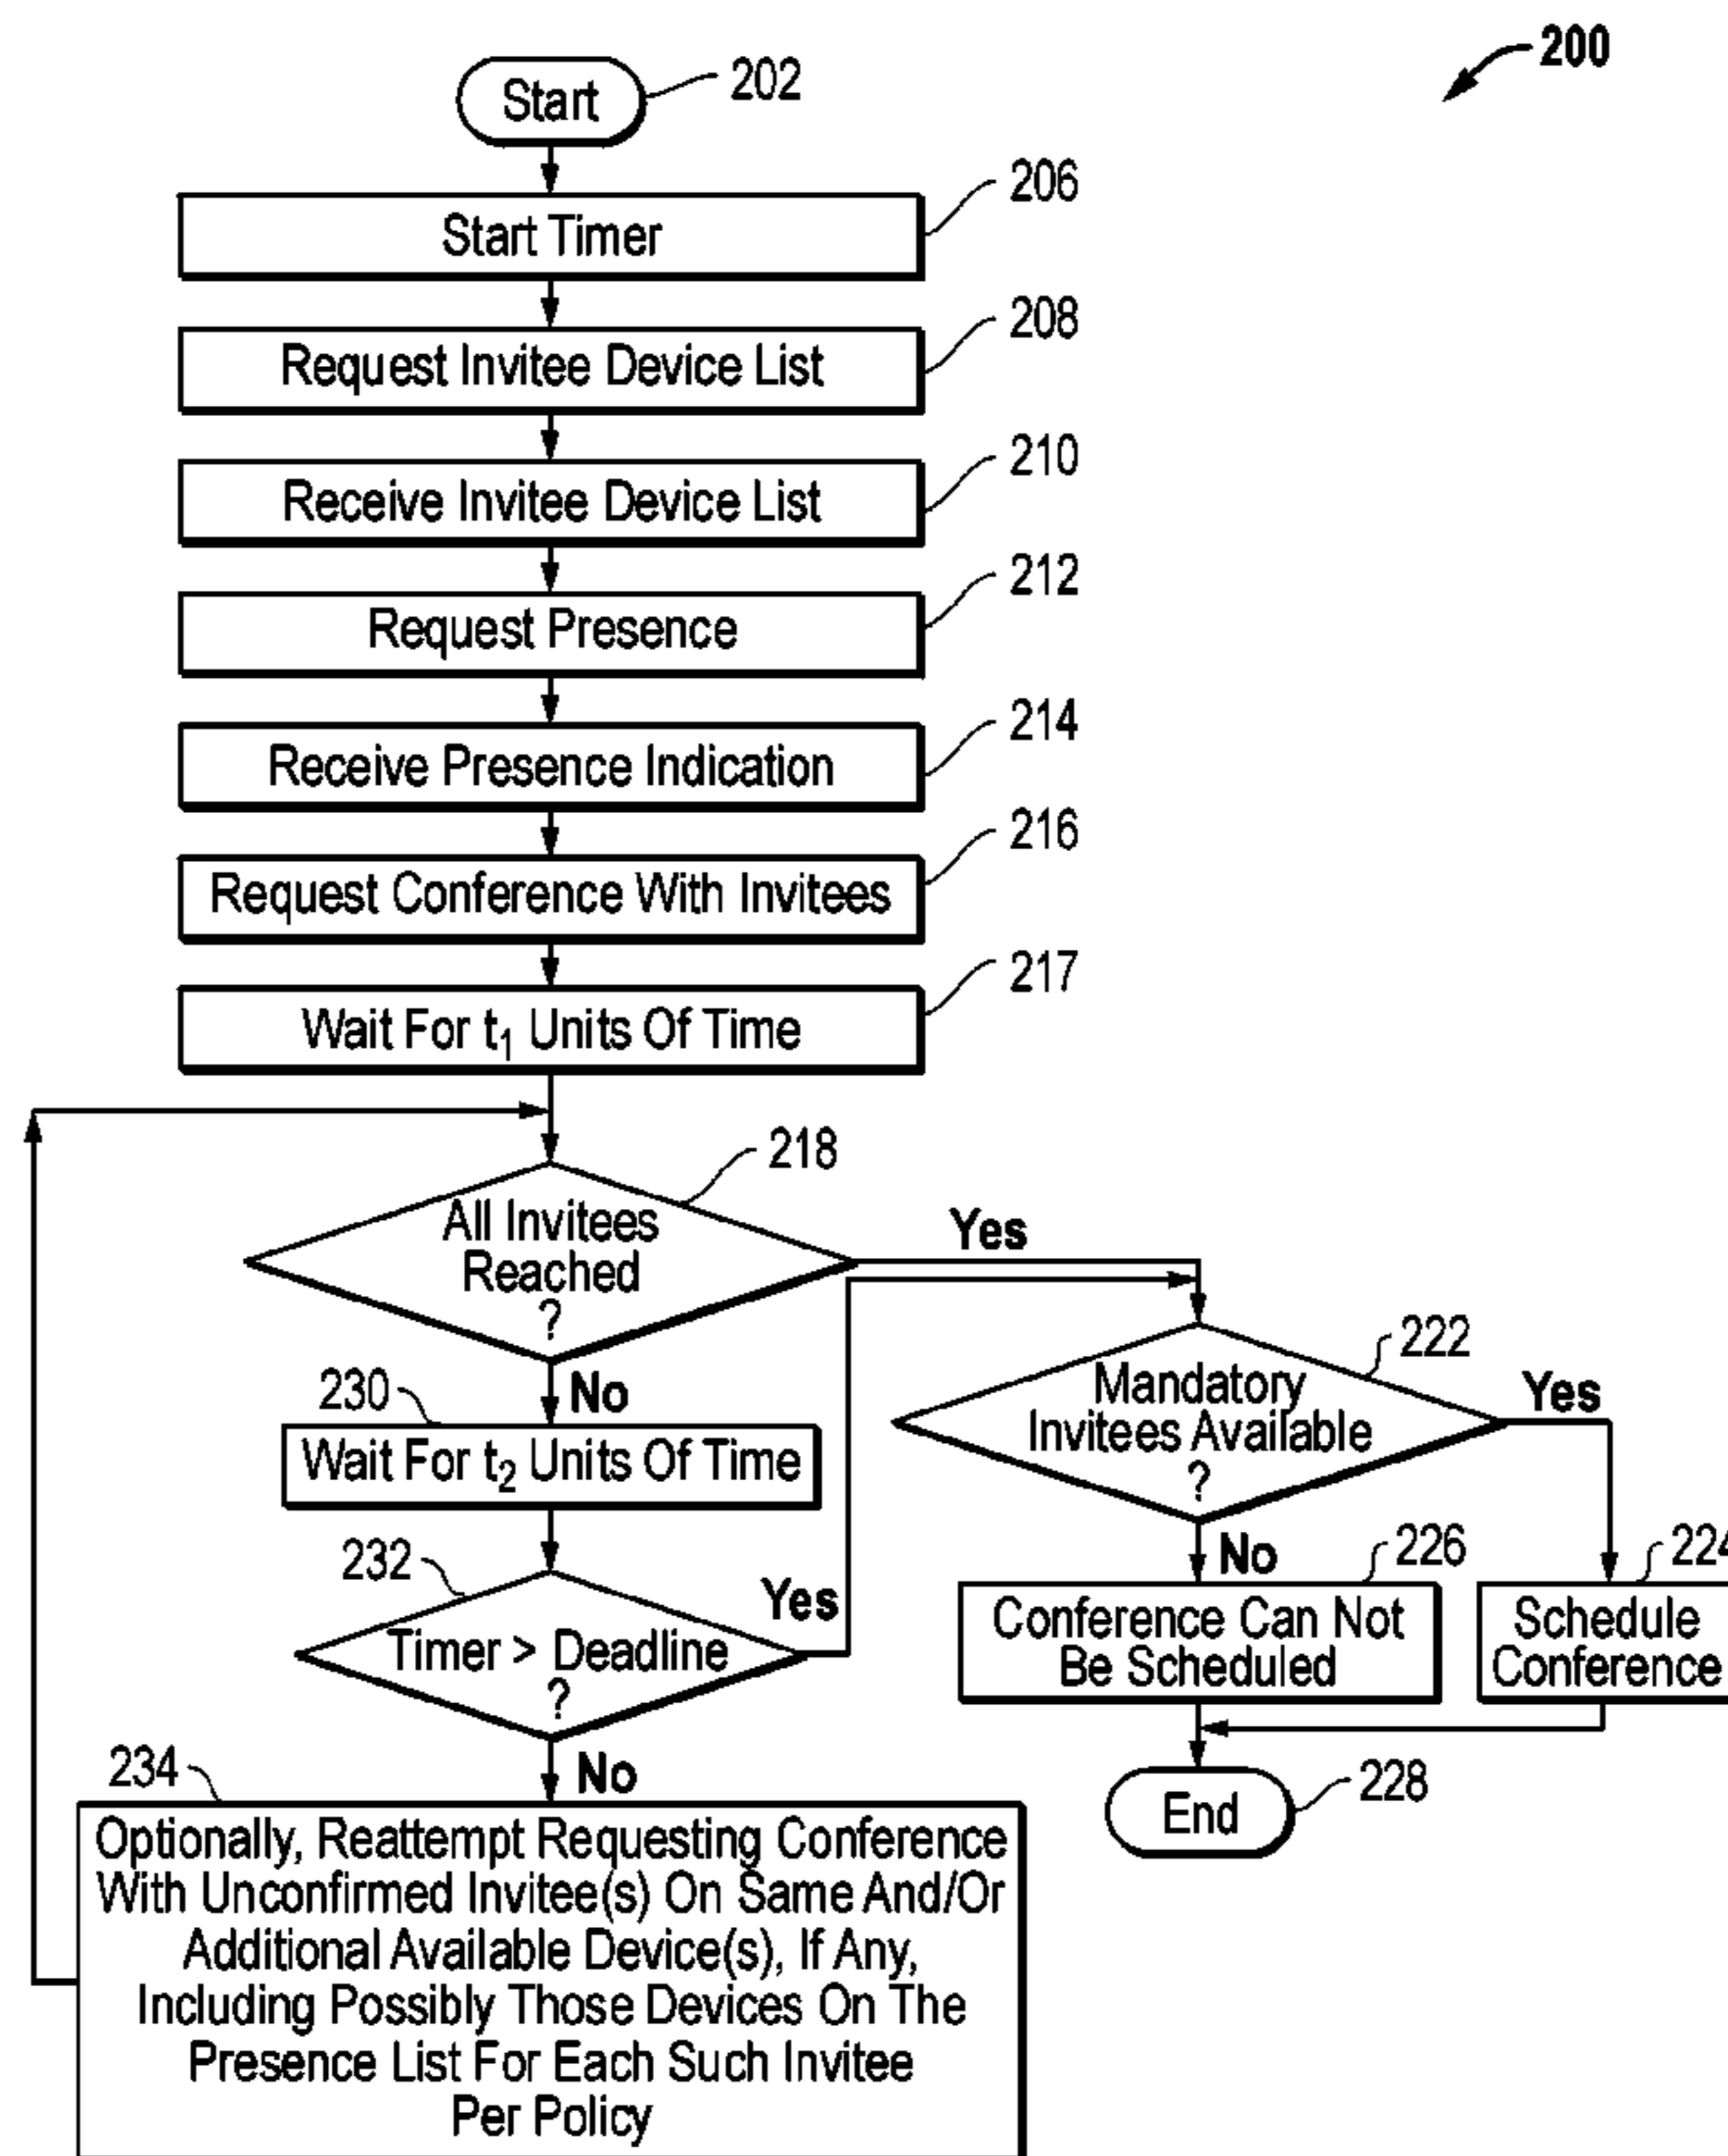 200
Start
202
206
Start Timer
208
Request Invitee Device List
210
Receive Invitee Device List
212
Request Presence
214
Receive Presence Indication
216
Request Conference With Invitees
217
Wait For t₁ Units Of Time
218
All Invitees
Reached
?
Yes
No
222
Mandatory
Invitees Available
?
Yes
No
230
Wait For t₂ Units Of Time
232
Timer > Deadline
?
Yes
No
226
Conference Can Not
Be Scheduled
224
Schedule
Conference
228
End
234
Optionally, Reattempt Requesting Conference
With Unconfirmed Invitee(s) On Same And/Or
Additional Available Device(s), If Any,
Including Possibly Those Devices On The
Presence List For Each Such Invitee
Per Policy